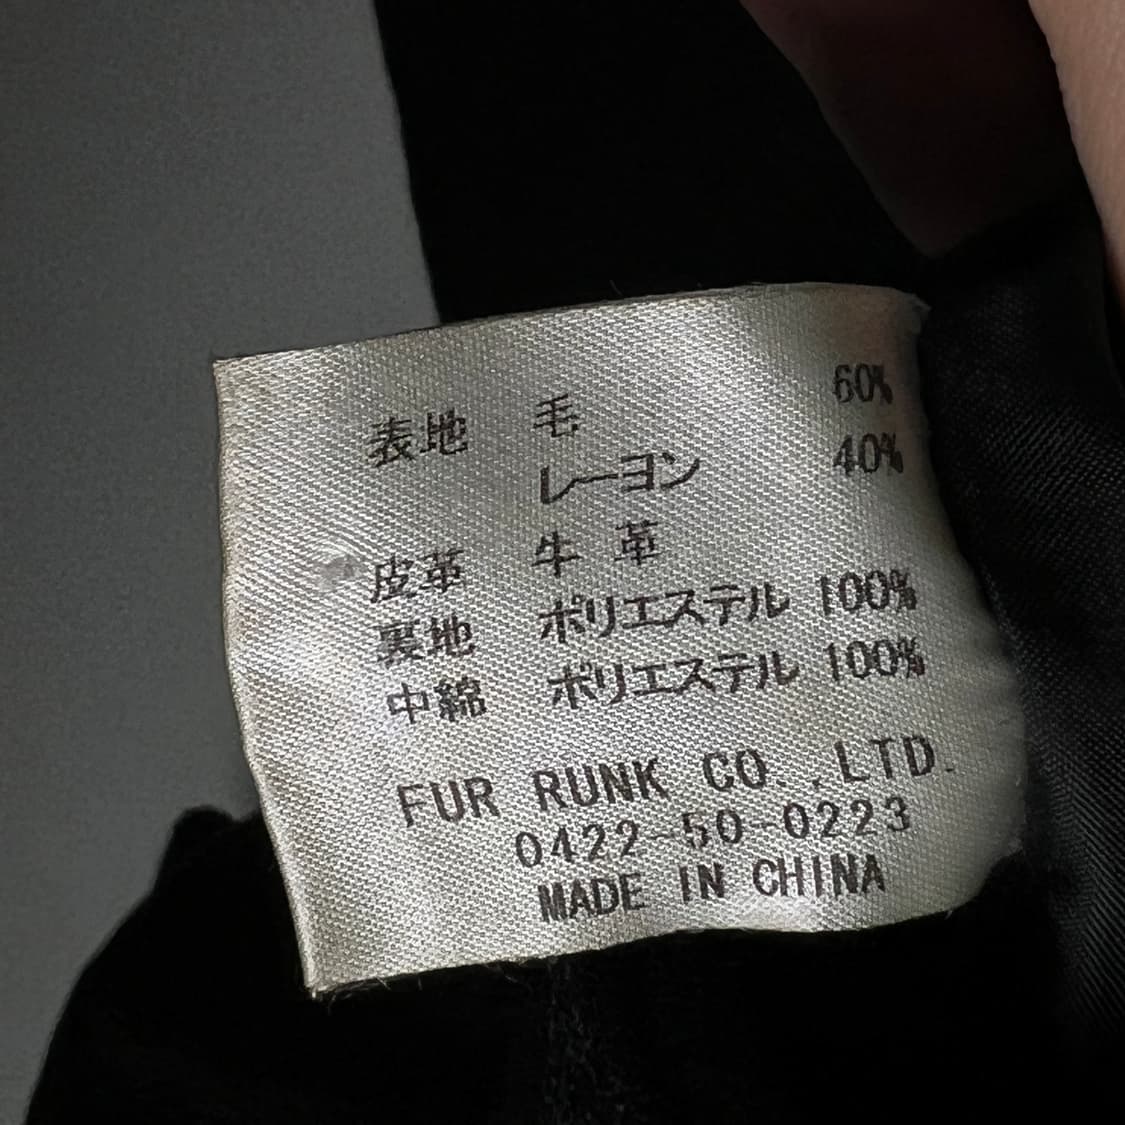 表地 毛 60%
レーヨン 40%
皮革 牛革
裏地 ポリエステル 100%
中綿 ポリエステル 100%
FUR RUNK CO.,LTD.
0422-50-0223
MADE IN CHINA